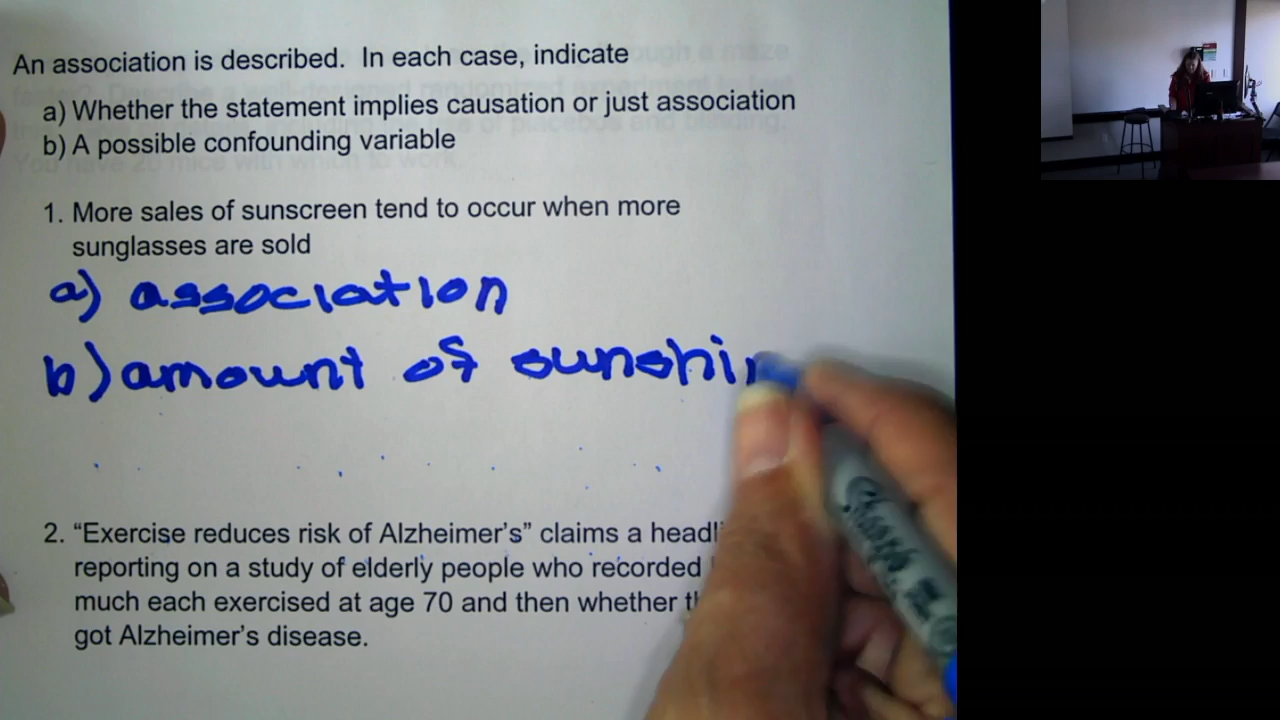 An association is described. In each case, indicate
a) Whether the statement implies causation or just association
b) A possible confounding variable
1. More sales of sunscreen tend to occur when more
sunglasses are sold
a) association
b) amount of
2. “Exercise reduces risk of Alzheimer’s” claims a
reporting on a study of elderly people who recorded
much each exercised at age 70 and then whether
got Alzheimer’s disease.